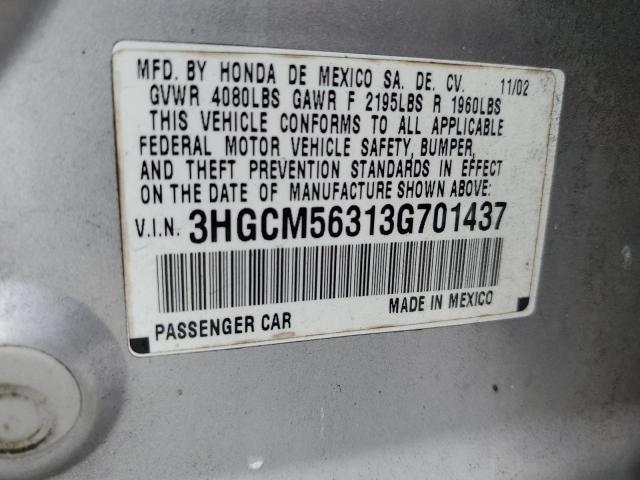 MFD. BY HONDA DE MEXICO SA. DE. CV. 11/02
GVWR 4080LBS GAWR F 2195LBS R 1960LBS
THIS VEHICLE CONFORMS TO ALL APPLICABLE
FEDERAL MOTOR VEHICLE SAFETY, BUMPER,
AND THEFT PREVENTION STANDARDS IN EFFECT
ON THE DATE OF MANUFACTURE SHOWN ABOVE:
V.I.N. 3HGCM56313G701437
PASSENGER CAR MADE IN MEXICO